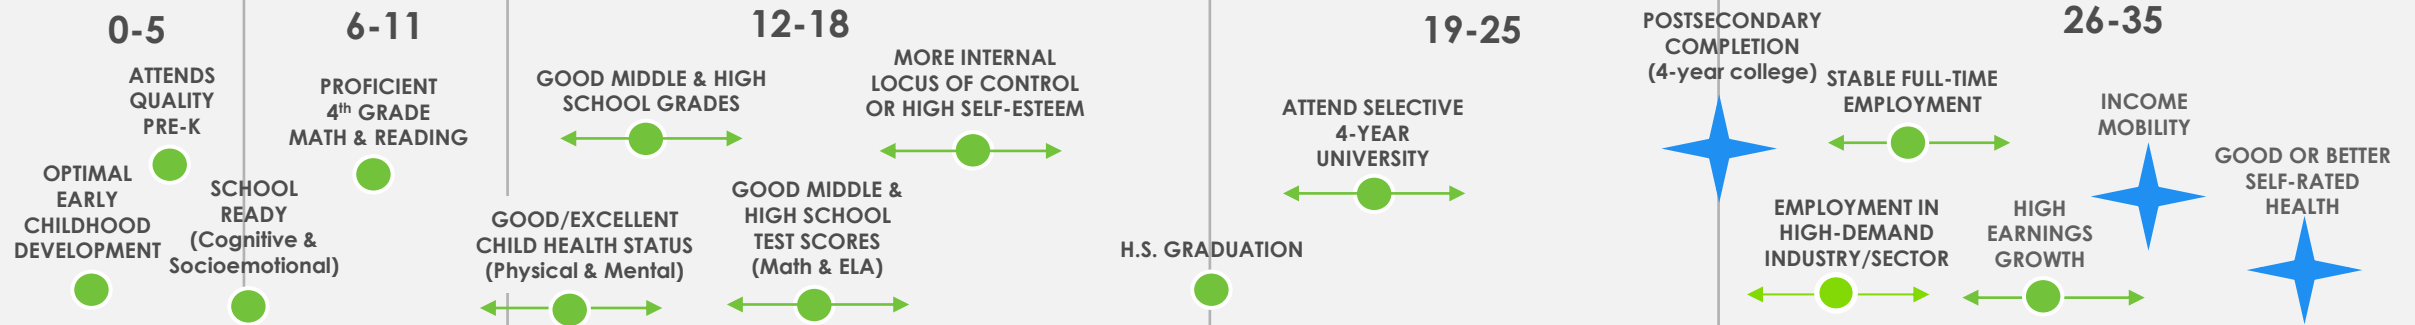 0-5
ATTENDS
QUALITY
PRE-K
OPTIMAL
EARLY
CHILDHOOD
DEVELOPMENT
SCHOOL
READY
(Cognitive &
Socioemotional)
6-11
PROFICIENT
4th GRADE
MATH & READING
12-18
GOOD MIDDLE & HIGH
SCHOOL GRADES
MORE INTERNAL
LOCUS OF CONTROL
OR HIGH SELF-ESTEEM
GOOD/EXCELLENT
CHILD HEALTH STATUS
(Physical & Mental)
GOOD MIDDLE &
HIGH SCHOOL
TEST SCORES
(Math & ELA)
H.S. GRADUATION
19-25
ATTEND SELECTIVE
4-YEAR
UNIVERSITY
POSTSECONDARY
COMPLETION
(4-year college)
26-35
STABLE FULL-TIME
EMPLOYMENT
INCOME
MOBILITY
GOOD OR BETTER
SELF-RATED
HEALTH
EMPLOYMENT IN
HIGH-DEMAND
INDUSTRY/SECTOR
HIGH
EARNINGS
GROWTH